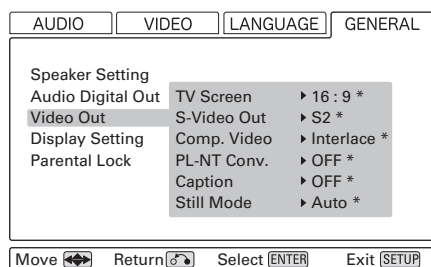 AUDIO VIDEO LANGUAGE GENERAL
Speaker Setting
Audio Digital Out TV Screen 16 : 9 *
Video Out S-Video Out S2 *
Display Setting Comp. Video Interlace *
Parental Lock PL-NT Conv. OFF *
Caption OFF *
Still Mode Auto *
Move Return Select ENTER Exit SETUP